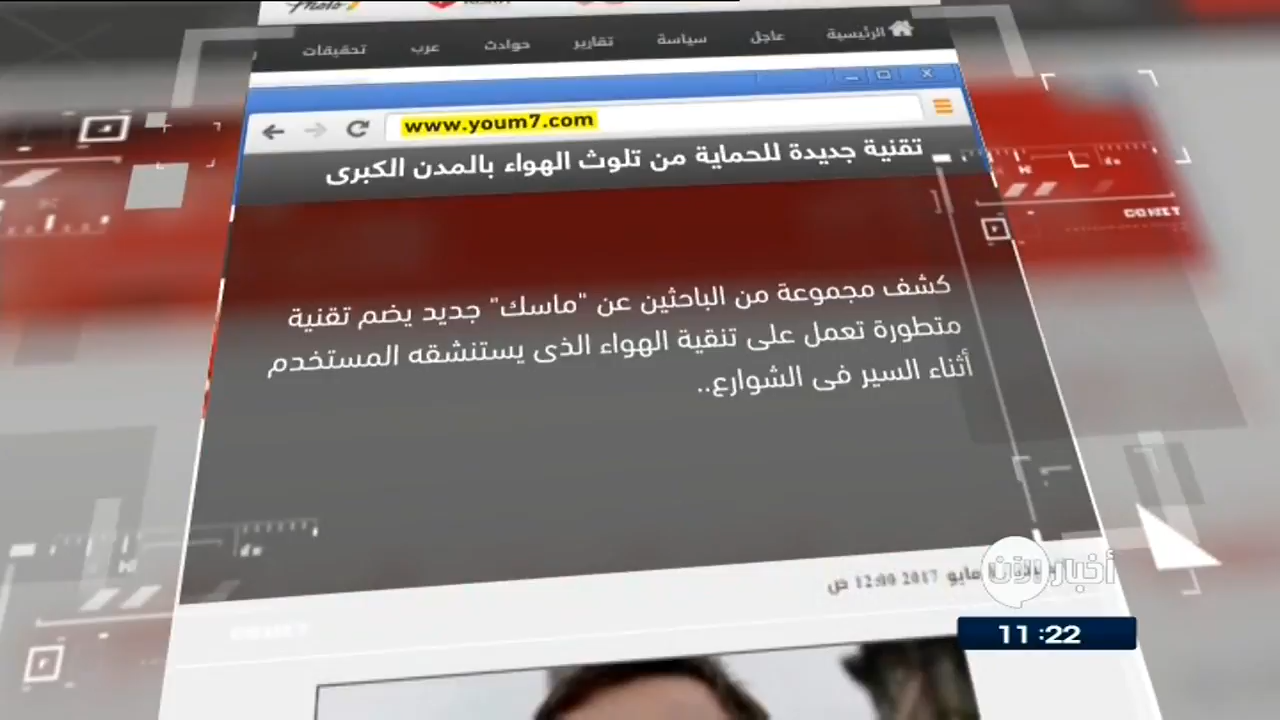 الرئيسية عاجل سياسة تقارير حوادث عرب تحقيقات
www.youm7.com
تقنية جديدة للحماية من تلوث الهواء بالمدن الكبرى
كشف مجموعة من الباحثين عن "ماسك" جديد يضم تقنية
متطورة تعمل على تنقية الهواء الذى يستنشقه المستخدم
أثناء السير فى الشوارع..
COMET
مايو 2017 12:00 ص
أخبار الآن
11:22
COMET